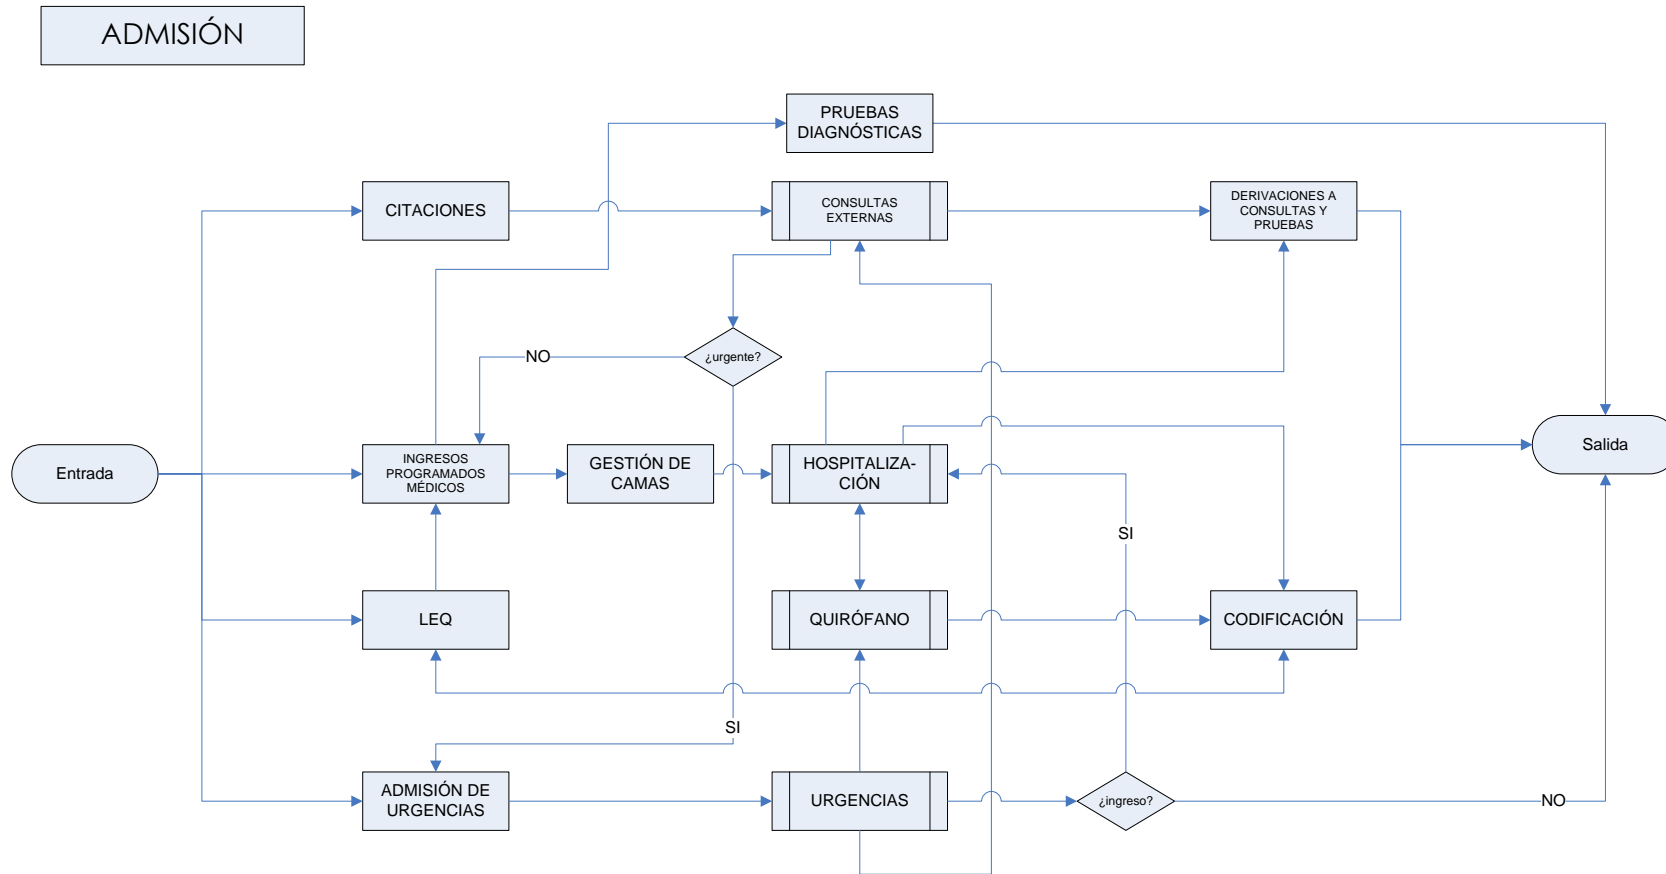 ADMISIÓN
PRUEBAS
DIAGNÓSTICAS
CITACIONES
CONSULTAS
EXTERNAS
DERIVACIONES A
CONSULTAS Y
PRUEBAS
NO
¿urgente?
Entrada
INGRESOS
PROGRAMADOS
MÉDICOS
GESTIÓN DE
CAMAS
HOSPITALIZA-
CIÓN
Salida
SI
LEQ
QUIRÓFANO
CODIFICACIÓN
SI
ADMISIÓN DE
URGENCIAS
URGENCIAS
¿ingreso?
NO